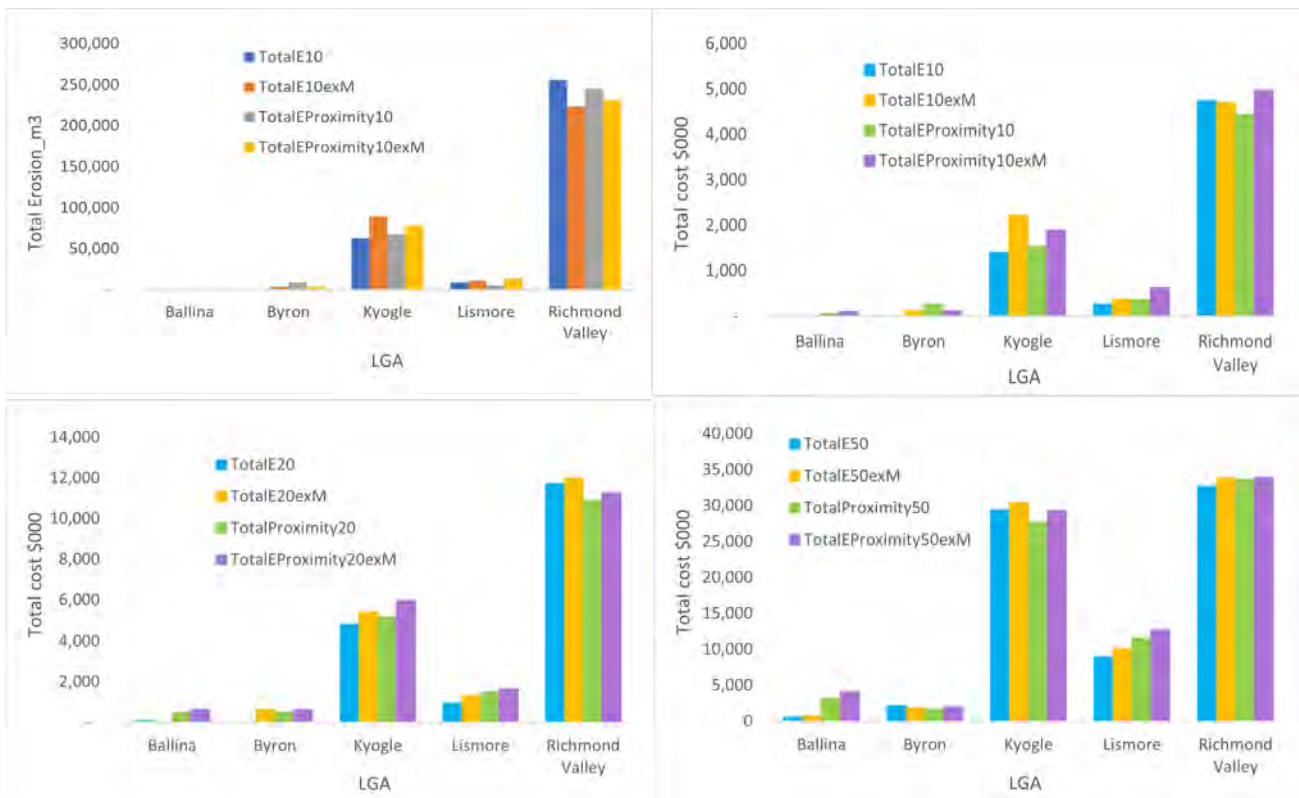 300,000
250,000
200,000
150,000
100,000
50,000
-
Total Erosion_m3
TotalE10
TotalE10exM
TotalEProximity10
TotalEProximity10exM
Ballina
Byron
Kyogle
Lismore
Richmond
Valley
LGA
6,000
5,000
4,000
3,000
2,000
1,000
-
Total cost $000
TotalE10
TotalE10exM
TotalEProximity10
TotalEProximity10exM
Ballina
Byron
Kyogle
Lismore
Richmond
Valley
LGA
14,000
12,000
10,000
8,000
6,000
4,000
2,000
-
Total cost $000
TotalE20
TotalE20exM
TotalProximity20
TotalEProximity20exM
Ballina
Byron
Kyogle
Lismore
Richmond
Valley
LGA
40,000
35,000
30,000
25,000
20,000
15,000
10,000
5,000
0
Total cost $000
TotalE50
TotalE50exM
TotalProximity50
TotalEProximity50exM
Ballina
Byron
Kyogle
Lismore
Richmond
Valley
LGA